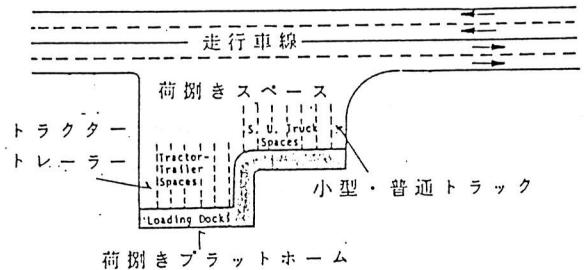 走行車線
荷捌きスペース
トラクター
トレーラー
S. U. Truck
Spaces
Tractor-
Trailer
Spaces
小型・普通トラック
Loading Dock
荷捌きプラットホーム